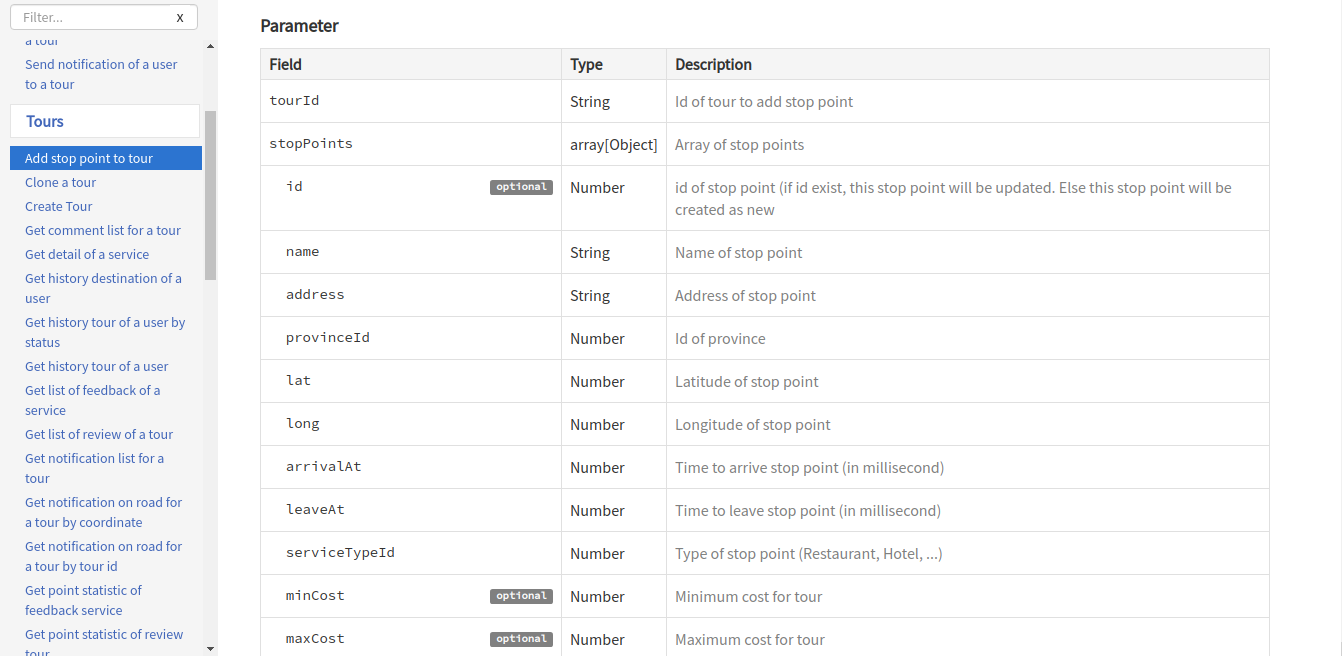 Filter...
x
a tour
Send notification of a user
to a tour
Tours
Add stop point to tour
Clone a tour
Create Tour
Get comment list for a tour
Get detail of a service
Get history destination of a
user
Get history tour of a user by
status
Get history tour of a user
Get list of feedback of a
service
Get list of review of a tour
Get notification list for a
tour
Get notification on road for
a tour by coordinate
Get notification on road for
a tour by tour id
Get point statistic of
feedback service
Get point statistic of review
tour
Parameter
Field Type Description
tourId String Id of tour to add stop point
stopPoints array[Object] Array of stop points
id optional Number id of stop point (if id exist, this stop point will be updated. Else this stop point will be
created as new
name String Name of stop point
address String Address of stop point
provinceId Number Id of province
lat Number Latitude of stop point
long Number Longitude of stop point
arrivalAt Number Time to arrive stop point (in millisecond)
leaveAt Number Time to leave stop point (in millisecond)
serviceTypeId Number Type of stop point (Restaurant, Hotel, ...)
minCost optional Number Minimum cost for tour
maxCost optional Number Maximum cost for tour